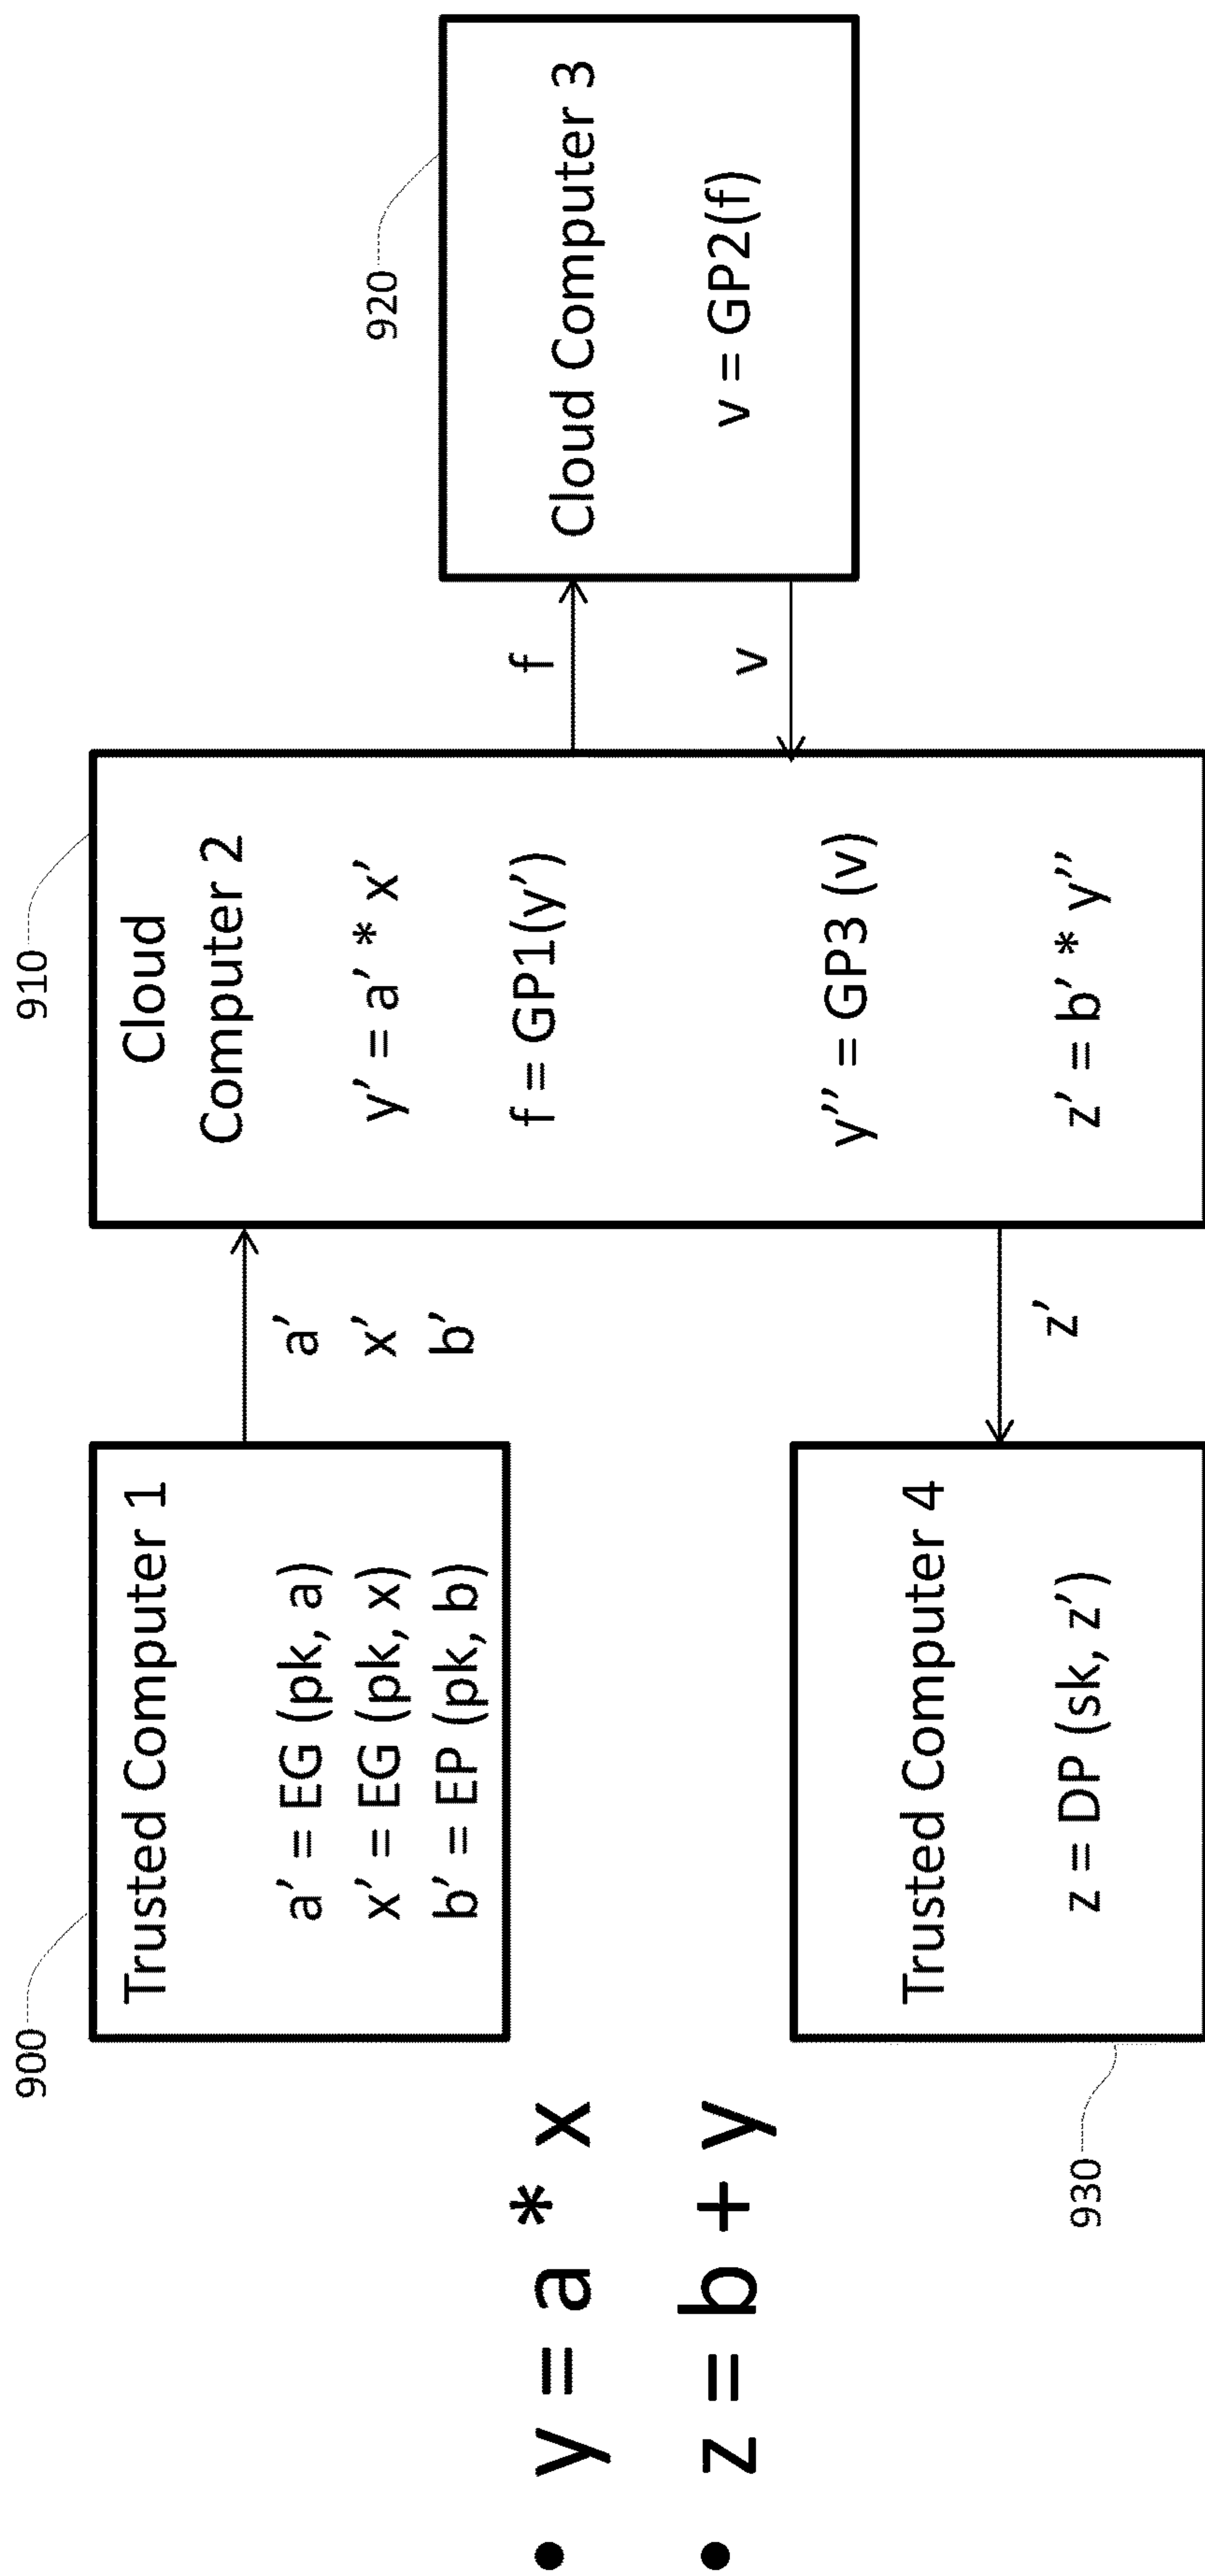 • y = a * x
• z = b + y
900
Trusted Computer 1
a’ = EG (pk, a)
x’ = EG (pk, x)
b’ = EP (pk, b)
a’
x’
b’
910
Cloud
Computer 2
y’ = a’ * x’
f = GP1(y’)
y’’ = GP3 (v)
z’ = b’ * y’’
f
v
920
Cloud Computer 3
v = GP2(f)
z’
930
Trusted Computer 4
z = DP (sk, z’)